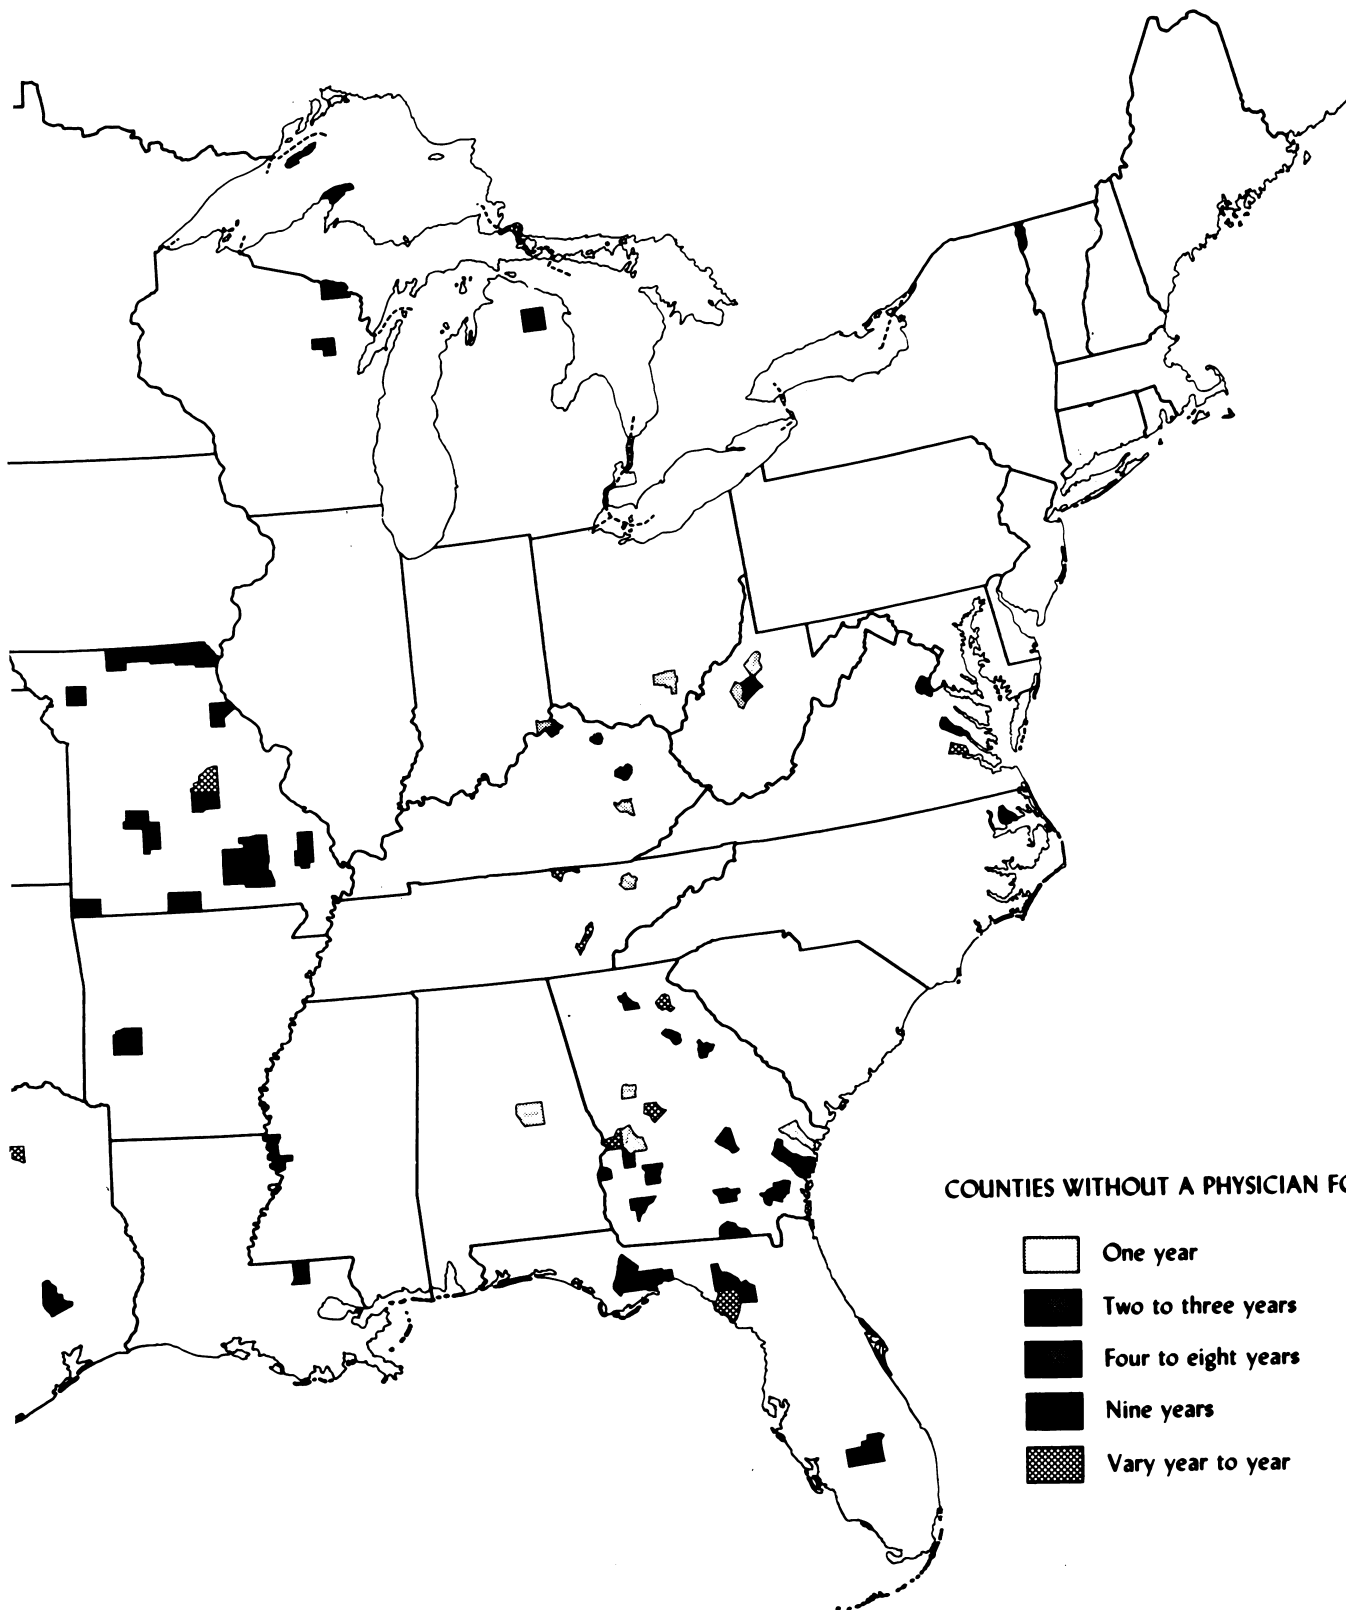 COUNTIES WITHOUT A PHYSICIAN
One year
Two to three years
Four to eight years
Nine years
Vary year to year